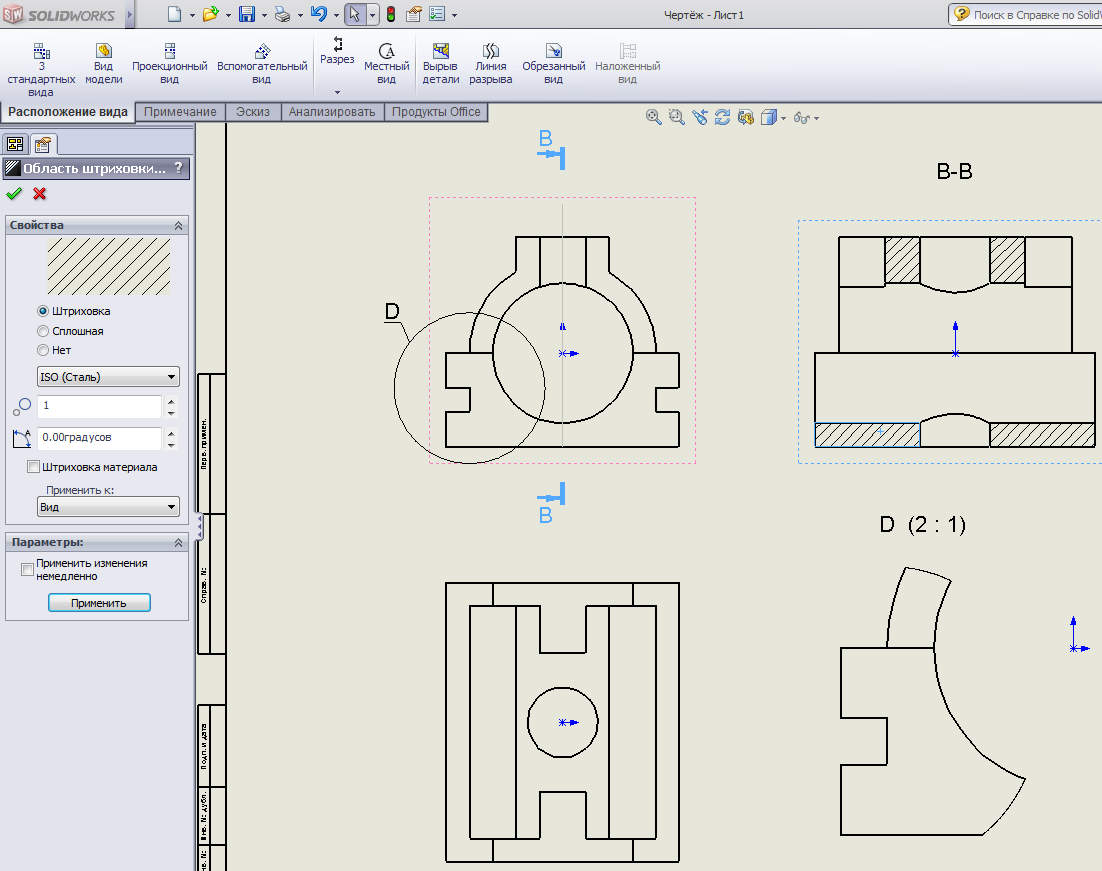 SOLIDWORKS
Чертёж - Лист1
? Поиск в Справке по Solid
3 стандартных вида
Вид модели
Проекционный вид
Вспомогательный вид
Разрез
Местный вид
Вырыв детали
Линия разрыва
Обрезанный вид
Наложенный вид
Расположение вида
Примечание
Эскиз
Анализировать
Продукты Office
Область штриховки... ?
Свойства
Штриховка
Сплошная
Нет
ISO (Сталь)
1
0.00градусов
Штриховка материала
Применить к:
Вид
Параметры:
Применить изменения
немедленно
Применить
B
B-B
D
B
D (2 : 1)
Перв. примен.
Справ. №
Подп. и дата
Инв. № дубл.